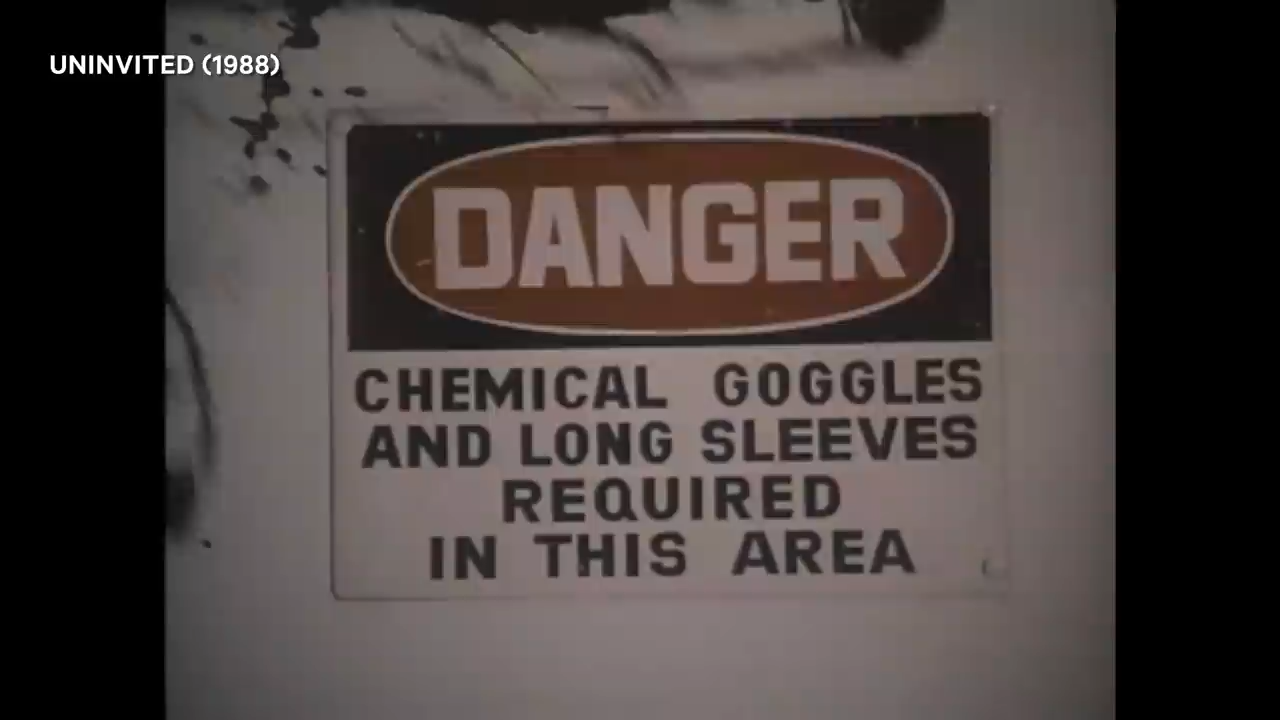 UNINVITED (1988)
DANGER
CHEMICAL GOGGLES
AND LONG SLEEVES
REQUIRED
IN THIS AREA